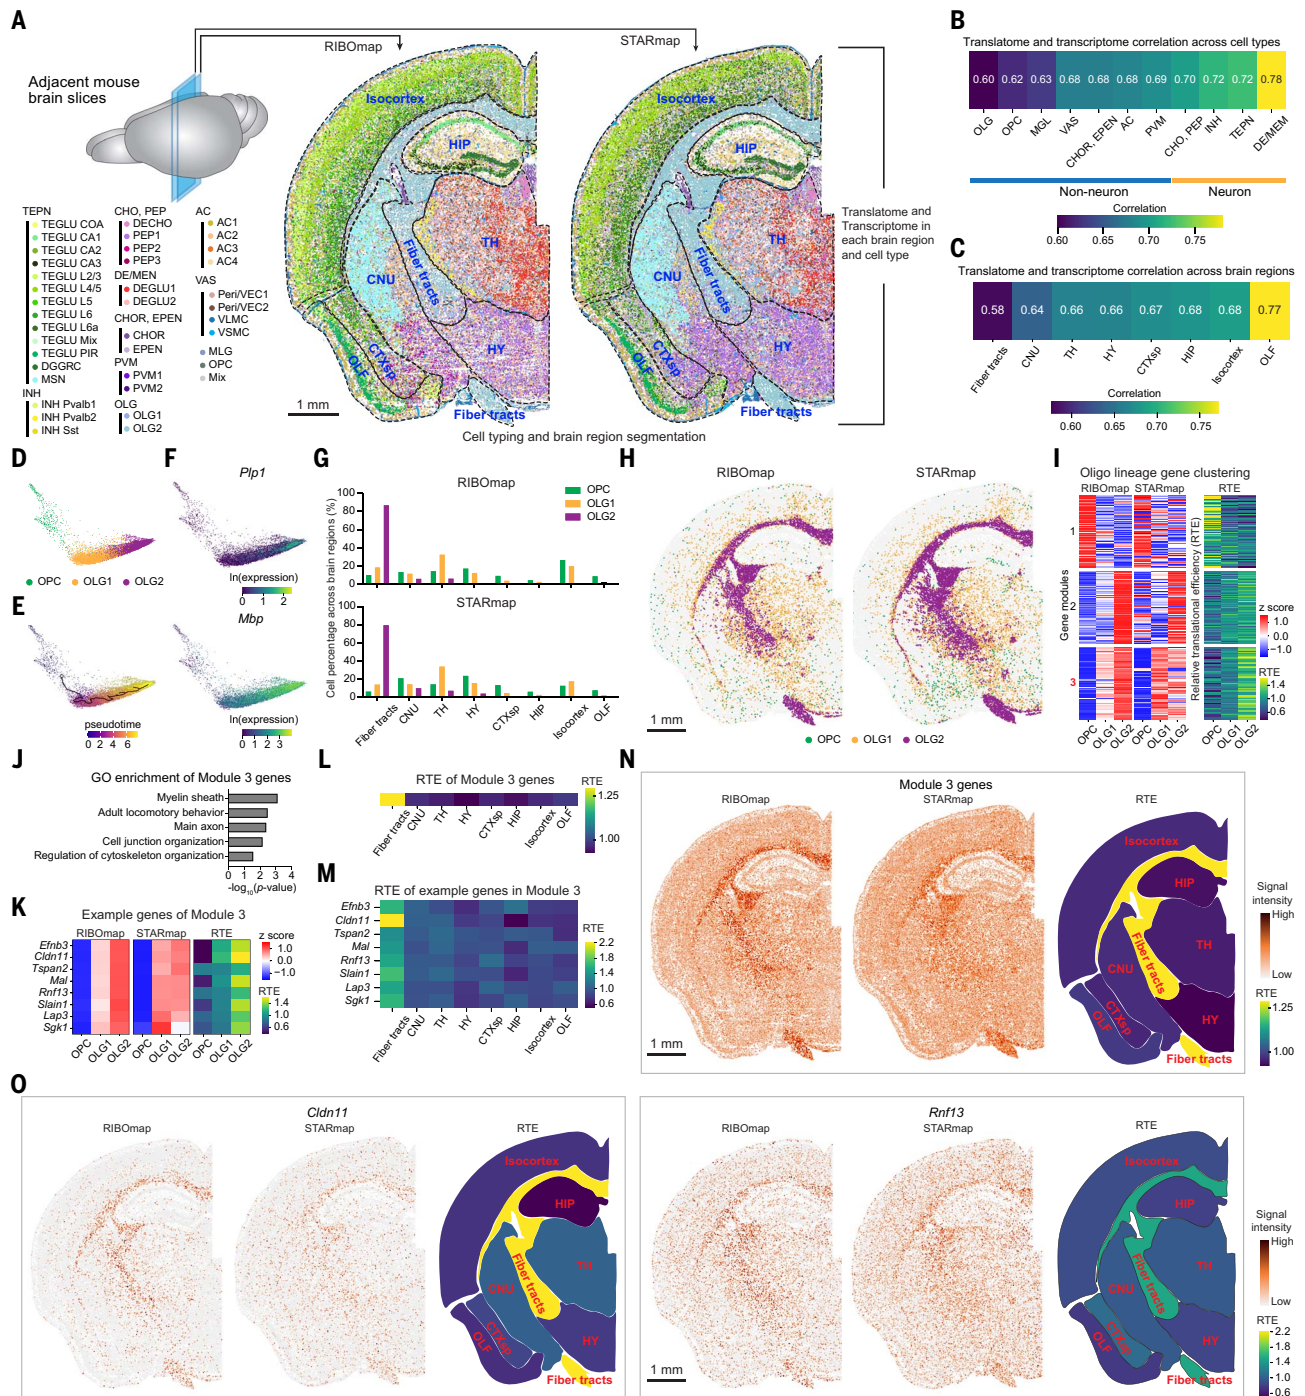 A
Adjacent mouse
brain slices
RIBOmap
STARmap
Isocortex
HIP
TH
CNU
Fiber tracts
HY
CTXsp
OLF
Fiber tracts
1 mm
Isocortex
HIP
TH
CNU
Fiber tracts
HY
CTXsp
OLF
Fiber tracts
Cell typing and brain region segmentation
Translatome and
Transcriptome in
each brain region
and cell type
TEPN
TEGLU COA
TEGLU CA1
TEGLU CA2
TEGLU CA3
TEGLU L2/3
TEGLU L4/5
TEGLU L5
TEGLU L6
TEGLU L6a
TEGLU Mix
TEGLU PIR
DGGRC
MSN
INH
INH Pvalb1
INH Pvalb2
INH Sst
CHO, PEP
DECHO
PEP1
PEP2
PEP3
DE/MEN
DEGLU1
DEGLU2
CHOR, EPEN
CHOR
EPEN
PVM
PVM1
PVM2
OLG
OLG1
OLG2
AC
AC1
AC2
AC3
AC4
VAS
Peri/VEC1
Peri/VEC2
VLMC
VSMC
MLG
OPC
Mix
B
Translatome and transcriptome correlation across cell types
0.60 0.62 0.63 0.68 0.68 0.68 0.69 0.70 0.72 0.72 0.78
OLG OPC MGL VAS CHOR, EPEN AC PVM CHO, PEP INH TEPN DE/MEM
Non-neuron Neuron
Correlation
0.60 0.65 0.70 0.75
C
Translatome and transcriptome correlation across brain regions
0.58 0.64 0.66 0.66 0.67 0.68 0.68 0.77
Fiber tracts CNU TH HY CTXsp HIP Isocortex OLF
Correlation
0.60 0.65 0.70 0.75
D
OPC OLG1 OLG2
E
pseudotime
0 2 4 6
F
Plp1
ln(expression)
0 1 2
Mbp
ln(expression)
0 1 2 3
G
RIBOmap
OPC
OLG1
OLG2
100
80
60
40
20
0
STARmap
100
80
60
40
20
0
Cell percentage across brain regions (%)
Fiber tracts CNU TH HY CTXsp HIP Isocortex OLF
H
RIBOmap
STARmap
1 mm
OPC OLG1 OLG2
I
Oligo lineage gene clustering
RIBOmap STARmap RTE
Gene modules
1
2
3
Relative translational efficiency (RTE)
OPC OLG1 OLG2 OPC OLG1 OLG2 OPC OLG1 OLG2
z score
1.0
0.0
−1.0
RTE
1.4
1.0
0.6
J
GO enrichment of Module 3 genes
Myelin sheath
Adult locomotory behavior
Main axon
Cell junction organization
Regulation of cytoskeleton organization
0 1 2 3 4
-log10(p-value)
K
Example genes of Module 3
RIBOmap STARmap RTE
Efnb3
Cldn11
Tspan2
Mal
Rnf13
Slain1
Lap3
Sgk1
OPC OLG1 OLG2 OPC OLG1 OLG2 OPC OLG1 OLG2
z score
1.0
0.0
−1.0
RTE
1.4
1.0
0.6
L
RTE of Module 3 genes
Fiber tracts CNU TH HY CTXsp HIP Isocortex OLF
RTE
1.25
1.00
M
RTE of example genes in Module 3
Efnb3
Cldn11
Tspan2
Mal
Rnf13
Slain1
Lap3
Sgk1
Fiber tracts CNU TH HY CTXsp HIP Isocortex OLF
RTE
2.2
1.8
1.4
1.0
0.6
N
Module 3 genes
RIBOmap
STARmap
RTE
1 mm
Isocortex
HIP
TH
Fiber tracts
CNU
CTXsp
OLF
HY
Fiber tracts
Signal
intensity
High
Low
RTE
1.25
1.00
O
Cldn11
RIBOmap
STARmap
RTE
Isocortex
HIP
TH
Fiber tracts
CNU
CTXsp
OLF
HY
Fiber tracts
Rnf13
RIBOmap
STARmap
RTE
1 mm
Isocortex
HIP
TH
Fiber tracts
CNU
CTXsp
OLF
HY
Fiber tracts
Signal
intensity
High
Low
RTE
2.2
1.8
1.4
1.0
0.6